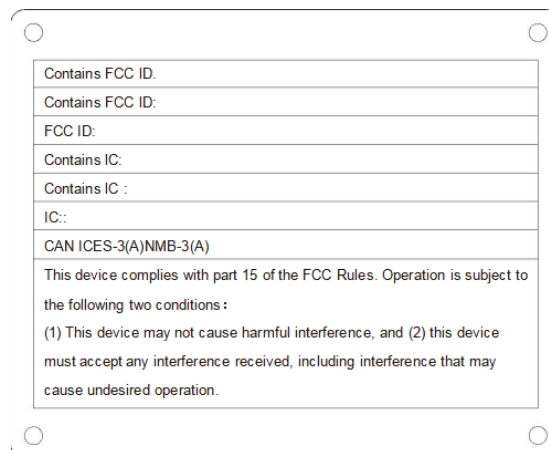 Contains FCC ID.
Contains FCC ID:
FCC ID:
Contains IC:
Contains IC :
IC::
CAN ICES-3(A)NMB-3(A)
This device complies with part 15 of the FCC Rules. Operation is subject to
the following two conditions：
(1) This device may not cause harmful interference, and (2) this device
must accept any interference received, including interference that may
cause undesired operation.